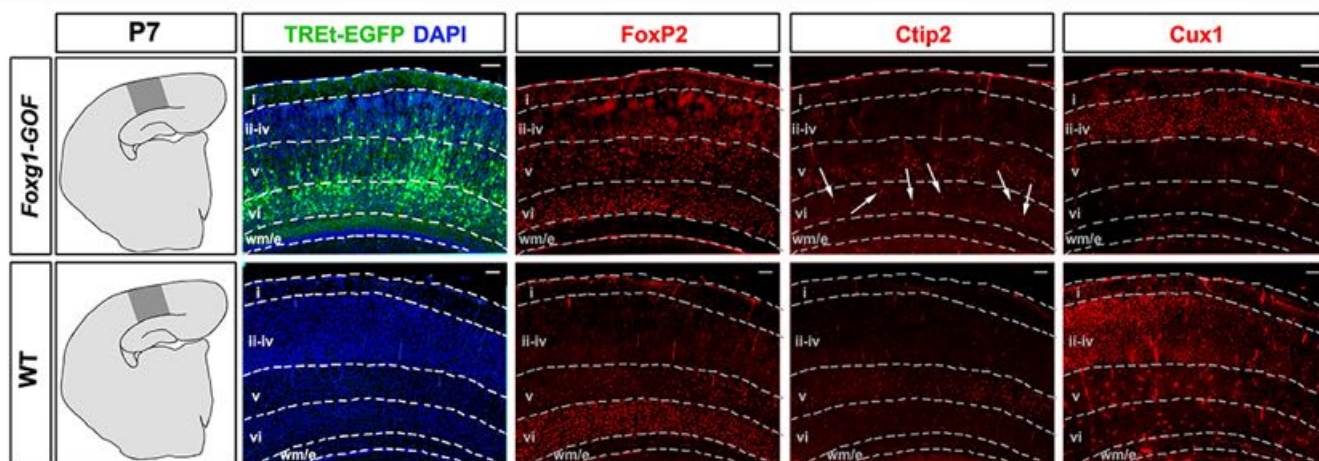 P7
TREt-EGFP DAPI
FoxP2
Ctip2
Cux1
Foxg1-GOF
i
ii-iv
v
vi
wm/e
i
ii-iv
v
vi
wm/e
i
ii-iv
v
vi
wm/e
i
ii-iv
v
vi
wm/e
WT
i
ii-iv
v
vi
wm/e
i
ii-iv
v
vi
wm/e
i
ii-iv
v
vi
wm/e
i
ii-iv
v
vi
wm/e